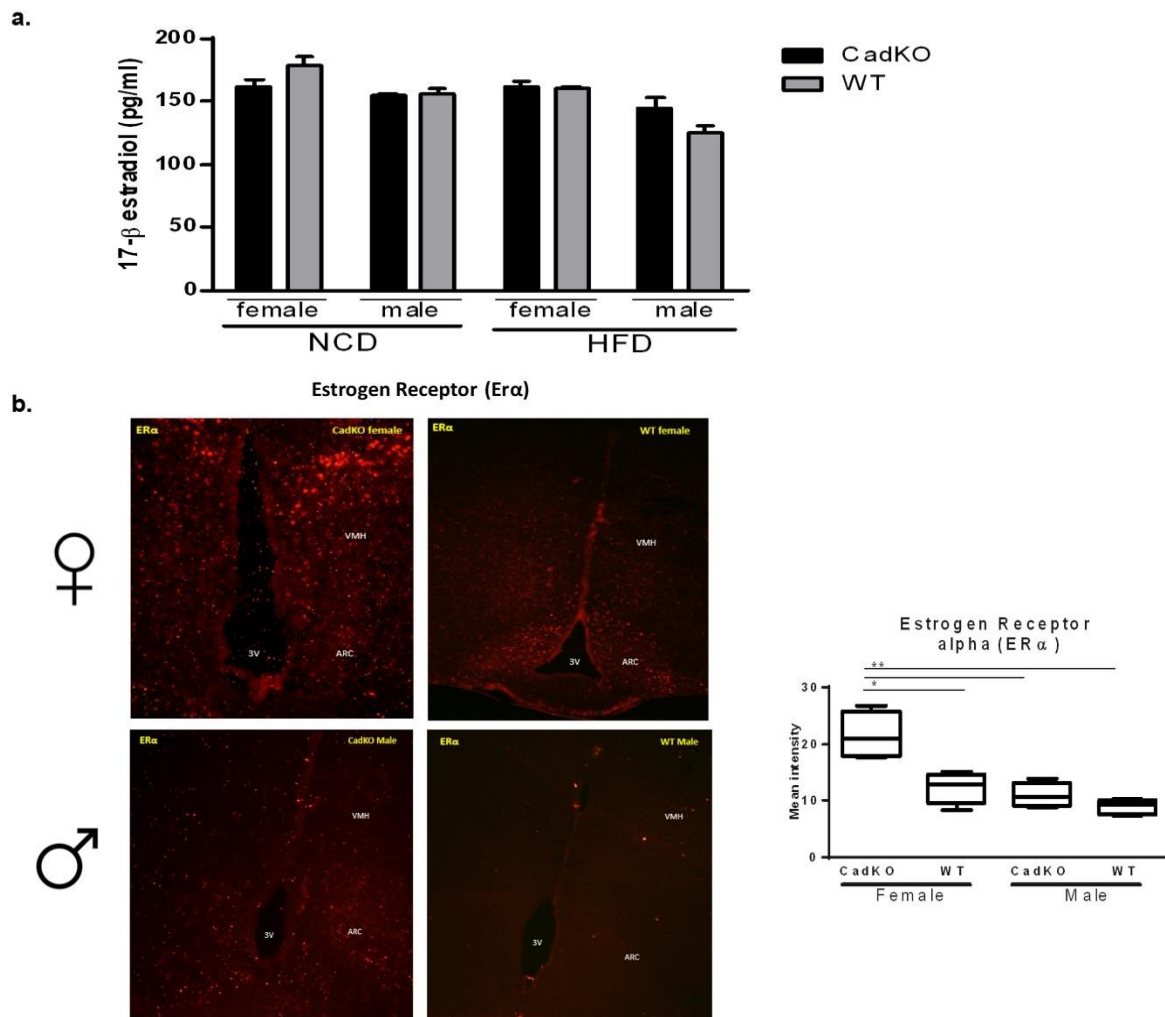 a.
200
150
100
50
0
17-β estradiol (pg/ml)
CadKO
WT
female
male
female
male
NCD
HFD
b.
Estrogen Receptor (Erα)
ERα
CadKO female
VMH
3V
ARC
ERα
WT female
VMH
3V
ARC
ERα
CadKO Male
VMH
3V
ARC
ERα
WT Male
VMH
3V
ARC
Estrogen Receptor
alpha (ER α)
**
*
30
20
10
0
Mean intensity
CadKO
WT
CadKO
WT
Female
Male